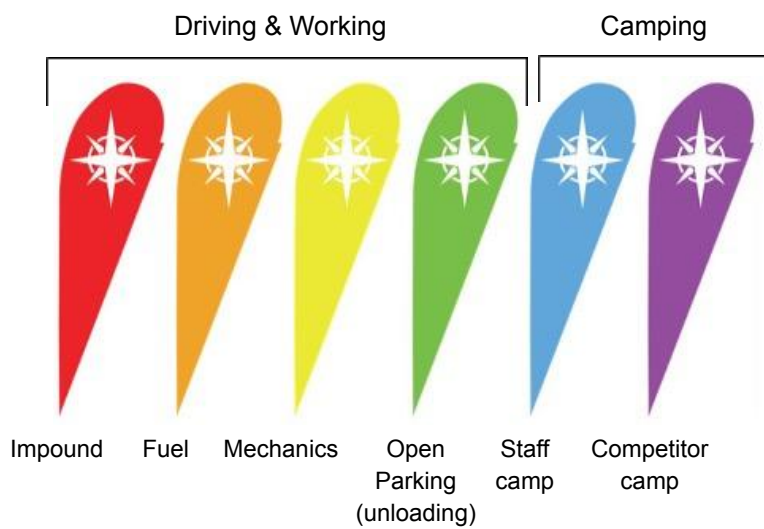 Driving & Working
Camping
Impound
Fuel
Mechanics
Open
Parking
(unloading)
Staff
camp
Competitor
camp